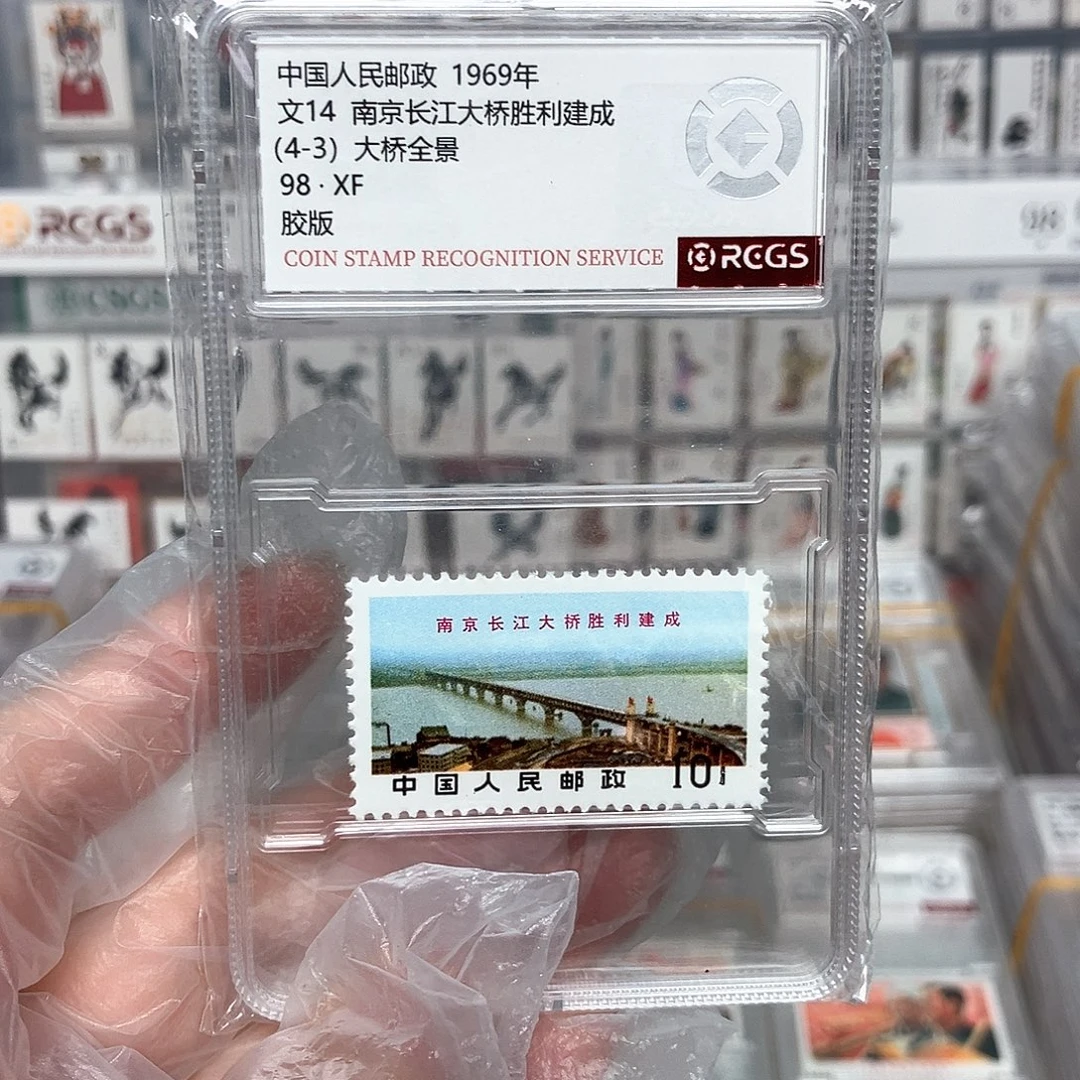 中国人民邮政 1969年
文14 南京长江大桥胜利建成
(4-3) 大桥全景
98 · XF
胶版
COIN STAMP RECOGNITION SERVICE
RCGS
RCGS
98
南京长江大桥胜利建成
中国人民邮政 10